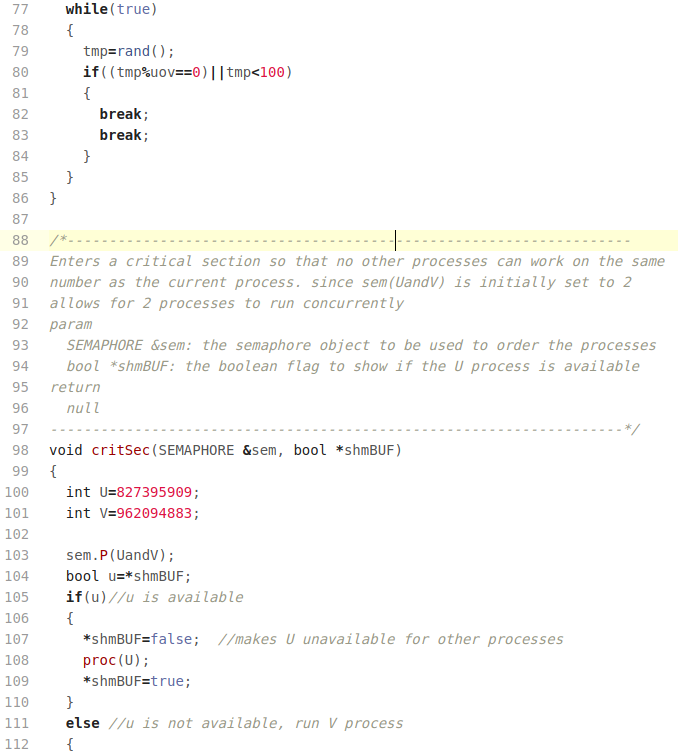 77 while(true)
78 {
79 tmp=rand();
80 if((tmp%uov==0)||tmp<100)
81 {
82 break;
83 break;
84 }
85 }
86 }
87
88 /*-------------------------------------------------------------------
89 Enters a critical section so that no other processes can work on the same
90 number as the current process. since sem(UandV) is initially set to 2
91 allows for 2 processes to run concurrently
92 param
93 SEMAPHORE &sem: the semaphore object to be used to order the processes
94 bool *shmBUF: the boolean flag to show if the U process is available
95 return
96 null
97 --------------------------------------------------------------------*/
98 void critSec(SEMAPHORE &sem, bool *shmBUF)
99 {
100 int U=827395909;
101 int V=962094883;
102
103 sem.P(UandV);
104 bool u=*shmBUF;
105 if(u)//u is available
106 {
107 *shmBUF=false; //makes U unavailable for other processes
108 proc(U);
109 *shmBUF=true;
110 }
111 else //u is not available, run V process
112 {